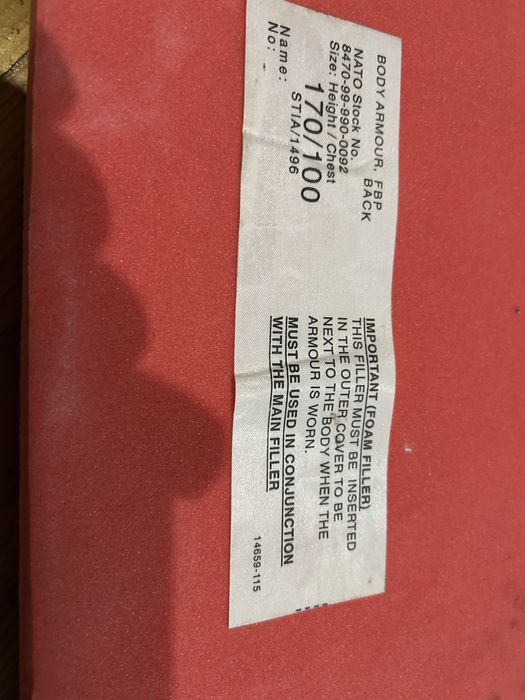 BODY ARMOUR, FBP
BACK
NATO Stock No.
8470-99-990-0092
Size: Height / Chest
170/100
STIA/1496
Name:
No:
IMPORTANT (FOAM FILLER)
THIS FILLER MUST BE INSERTED
IN THE OUTER COVER TO BE
NEXT TO THE BODY WHEN THE
ARMOUR IS WORN.
MUST BE USED IN CONJUNCTION
WITH THE MAIN FILLER
14659-115